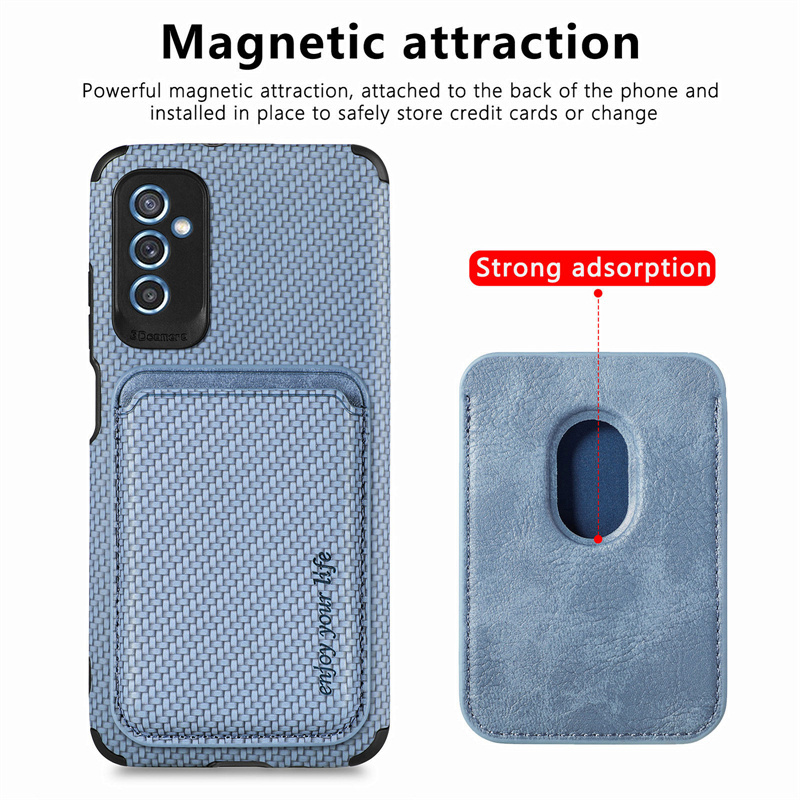 Magnetic attraction
Powerful magnetic attraction, attached to the back of the phone and
installed in place to safely store credit cards or change
Strong adsorption
enjoy your life